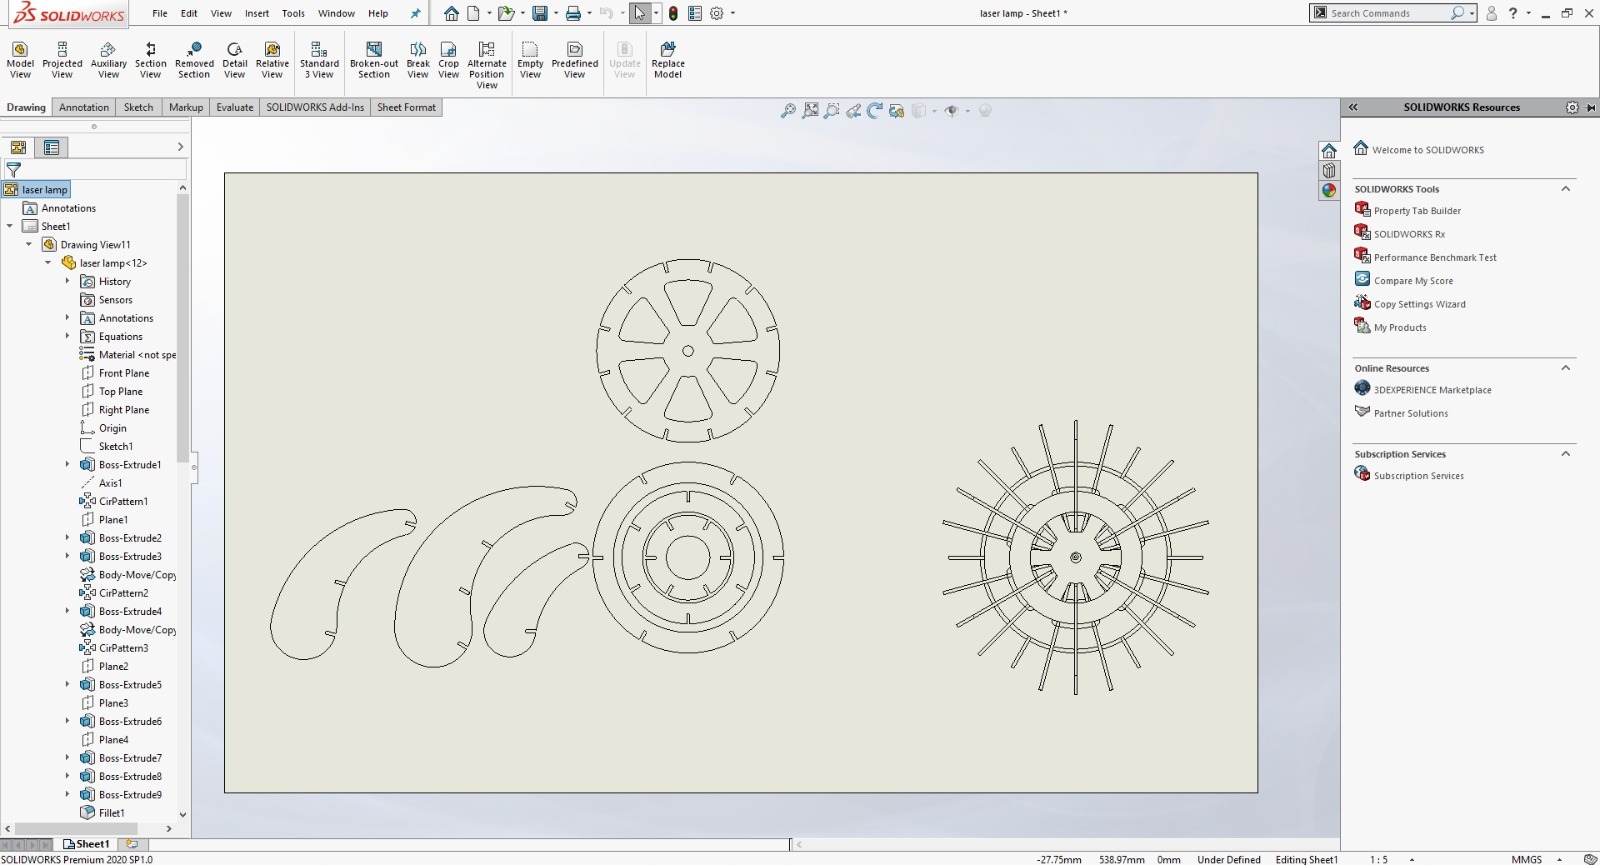 SOLIDWORKS
File Edit View Insert Tools Window Help
laser lamp - Sheet1 *
Search Commands
?
Model View
Projected View
Auxiliary View
Section View
Removed Section
Detail View
Relative View
Standard 3 View
Broken-out Section
Break View
Crop View
Alternate Position View
Empty View
Predefined View
Update View
Replace Model
Drawing Annotation Sketch Markup Evaluate SOLIDWORKS Add-Ins Sheet Format
laser lamp
Annotations
Sheet1
Drawing View11
laser lamp<12>
History
Sensors
Annotations
Equations
Material <not spe
Front Plane
Top Plane
Right Plane
Origin
Sketch1
Boss-Extrude1
Axis1
CirPattern1
Plane1
Boss-Extrude2
Boss-Extrude3
Body-Move/Copy
CirPattern2
Boss-Extrude4
Body-Move/Copy
CirPattern3
Plane2
Boss-Extrude5
Plane3
Boss-Extrude6
Plane4
Boss-Extrude7
Boss-Extrude8
Boss-Extrude9
Fillet1
Sheet1
SOLIDWORKS Resources
Welcome to SOLIDWORKS
SOLIDWORKS Tools
Property Tab Builder
SOLIDWORKS Rx
Performance Benchmark Test
Compare My Score
Copy Settings Wizard
My Products
Online Resources
3DEXPERIENCE Marketplace
Partner Solutions
Subscription Services
Subscription Services
SOLIDWORKS Premium 2020 SP1.0
-27.75mm 538.97mm 0mm Under Defined Editing Sheet1 1 : 5 MMGS